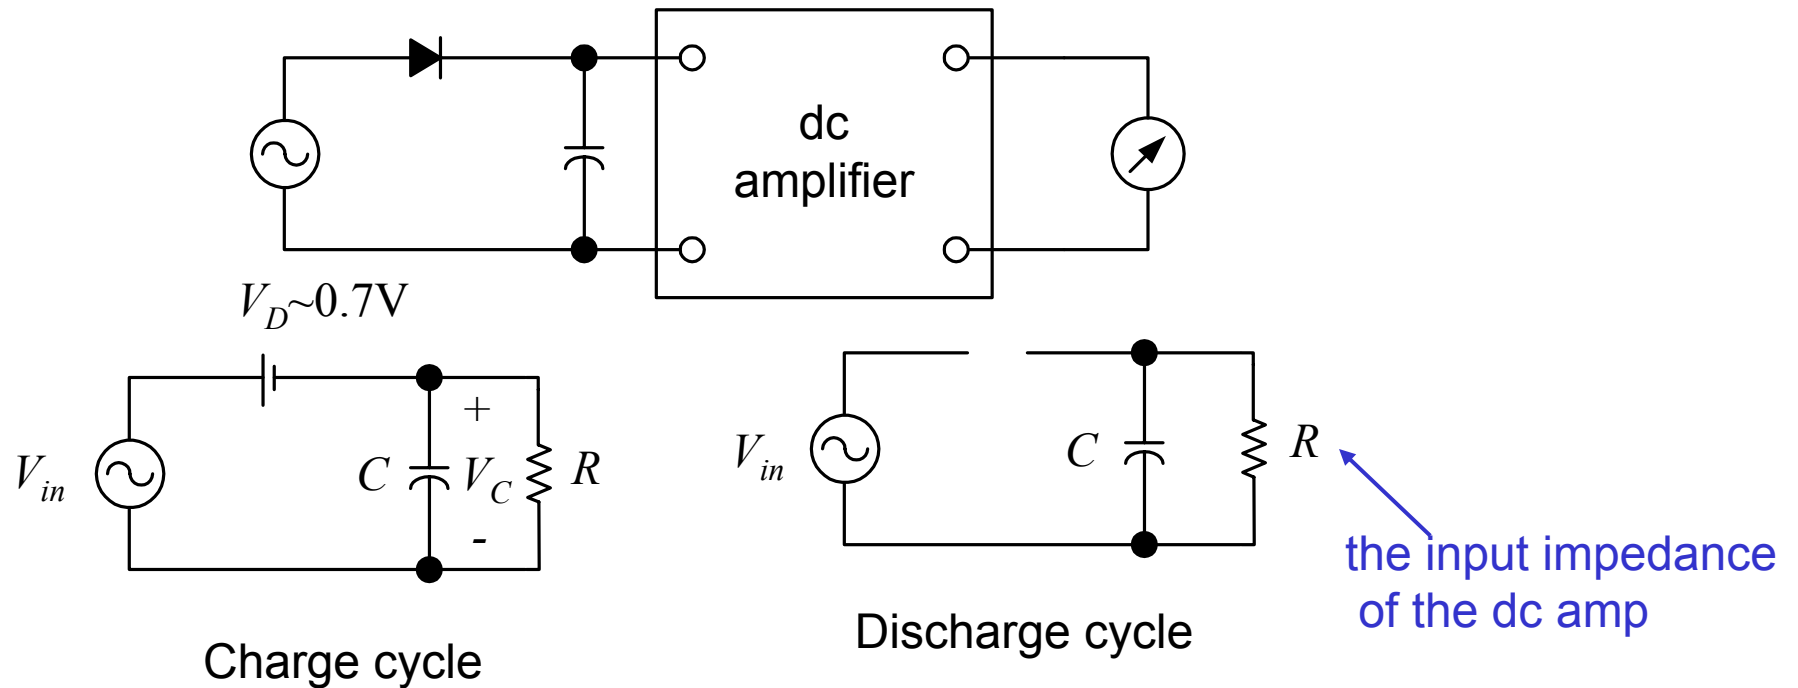 dc
amplifier
V_D~0.7V
V_in
C
+
V_C
-
R
Charge cycle
V_in
C
R
the input impedance
of the dc amp
Discharge cycle